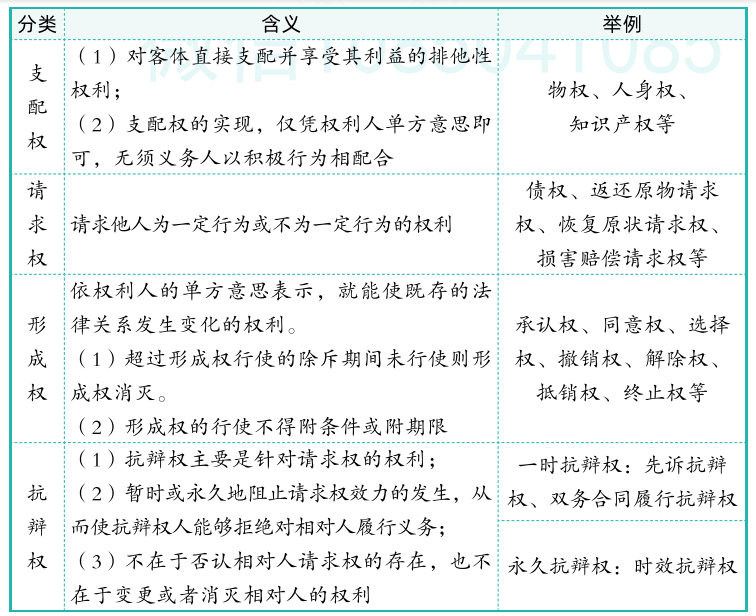 分类 含义 举例
支
配
权
（1）对客体直接支配并享受其利益的排他性
权利；
（2）支配权的实现，仅凭权利人单方意思即
可，无须义务人以积极行为相配合
物权、人身权、
知识产权等
请
求
权
请求他人为一定行为或不为一定行为的权利
债权、返还原物请求
权、恢复原状请求权、
损害赔偿请求权等
形
成
权
依权利人的单方意思表示，就能使既存的法
律关系发生变化的权利。
（1）超过形成权行使的除斥期间未行使则形
成权消灭。
（2）形成权的行使不得附条件或附期限
承认权、同意权、选择
权、撤销权、解除权、
抵销权、终止权等
抗
辩
权
（1）抗辩权主要是针对请求权的权利；
（2）暂时或永久地阻止请求权效力的发生，从
而使抗辩权人能够拒绝对相对人履行义务；
（3）不在于否认相对人请求权的存在，也不
在于变更或者消灭相对人的权利
一时抗辩权：先诉抗辩
权、双务合同履行抗辩权
永久抗辩权：时效抗辩权